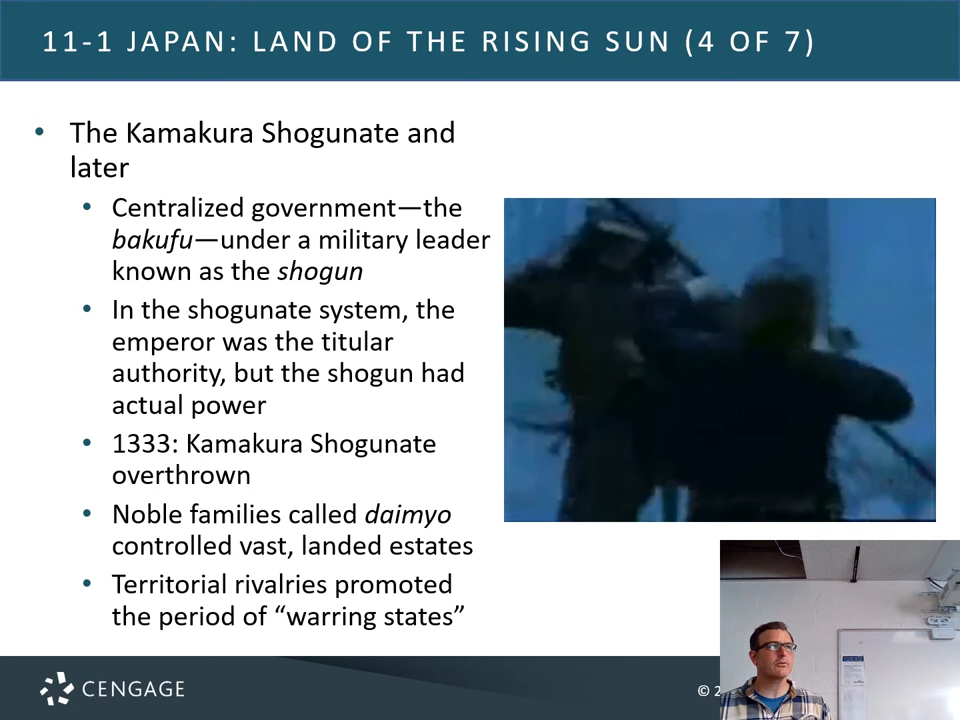 11-1 JAPAN: LAND OF THE RISING SUN (4 OF 7)
• The Kamakura Shogunate and
later
• Centralized government—the
bakufu—under a military leader
known as the shogun
• In the shogunate system, the
emperor was the titular
authority, but the shogun had
actual power
• 1333: Kamakura Shogunate
overthrown
• Noble families called daimyo
controlled vast, landed estates
• Territorial rivalries promoted
the period of “warring states”
CENGAGE
© 2